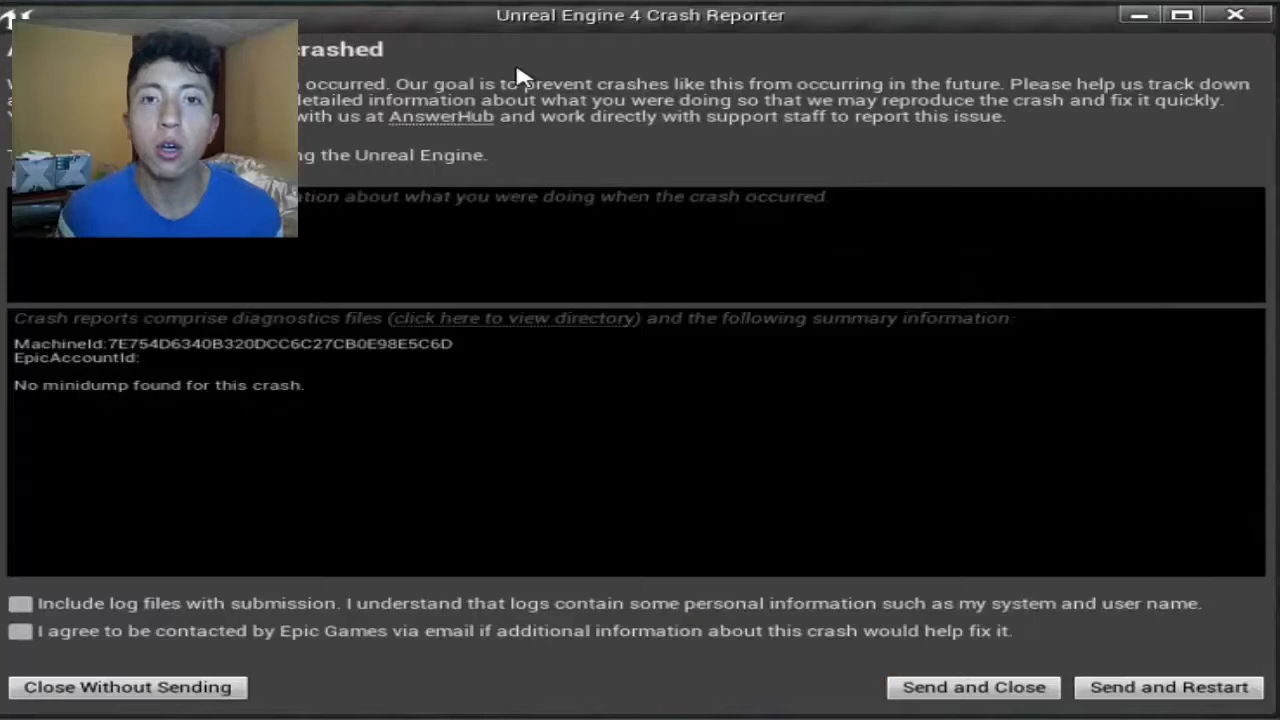 Unreal Engine 4 Crash Reporter
crashed
occurred. Our goal is to prevent crashes like this from occurring in the future. Please help us track down
detailed information about what you were doing so that we may reproduce the crash and fix it quickly.
with us at AnswerHub and work directly with support staff to report this issue.
ng the Unreal Engine.
ation about what you were doing when the crash occurred.
Crash reports comprise diagnostics files (click here to view directory) and the following summary information:
MachineId:7E754D6340B320DCC6C27CB0E98E5C6D
EpicAccountId:
No minidump found for this crash.
Include log files with submission. I understand that logs contain some personal information such as my system and user name.
I agree to be contacted by Epic Games via email if additional information about this crash would help fix it.
Close Without Sending
Send and Close
Send and Restart